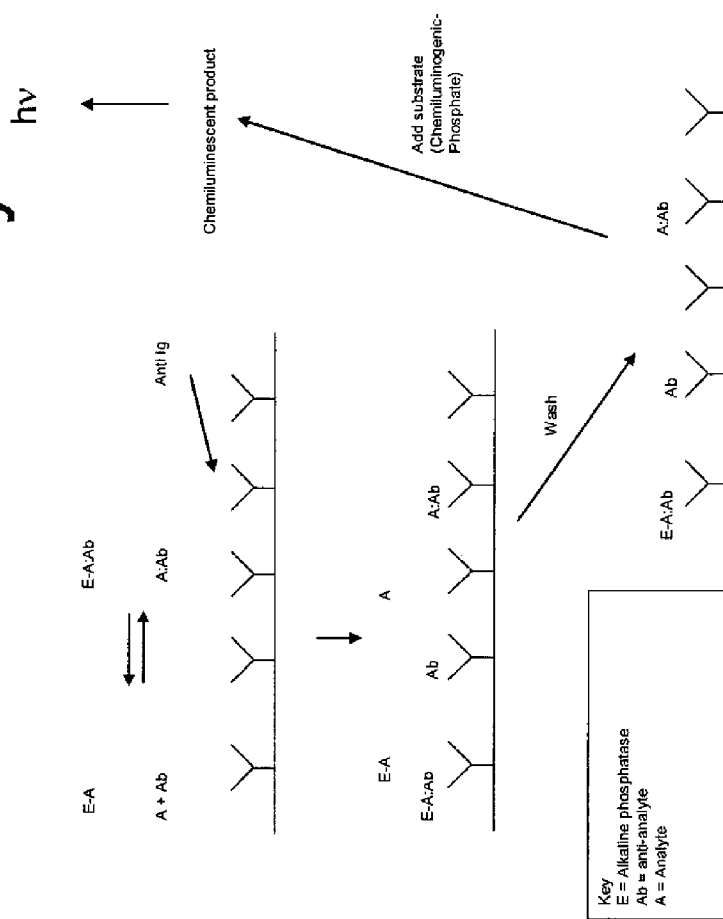 hν
E-A
E-A:Ab
A + Ab
A:Ab
Anti Ig
Chemiluminescent product
E-A
A
E-A:Ab
Ab
A:Ab
Add substrate
(Chemiluminogenic-
Phosphate)
Wash
E-A:Ab
Ab
A:Ab
Key
E = Alkaline phosphatase
Ab = anti-analyte
A = Analyte